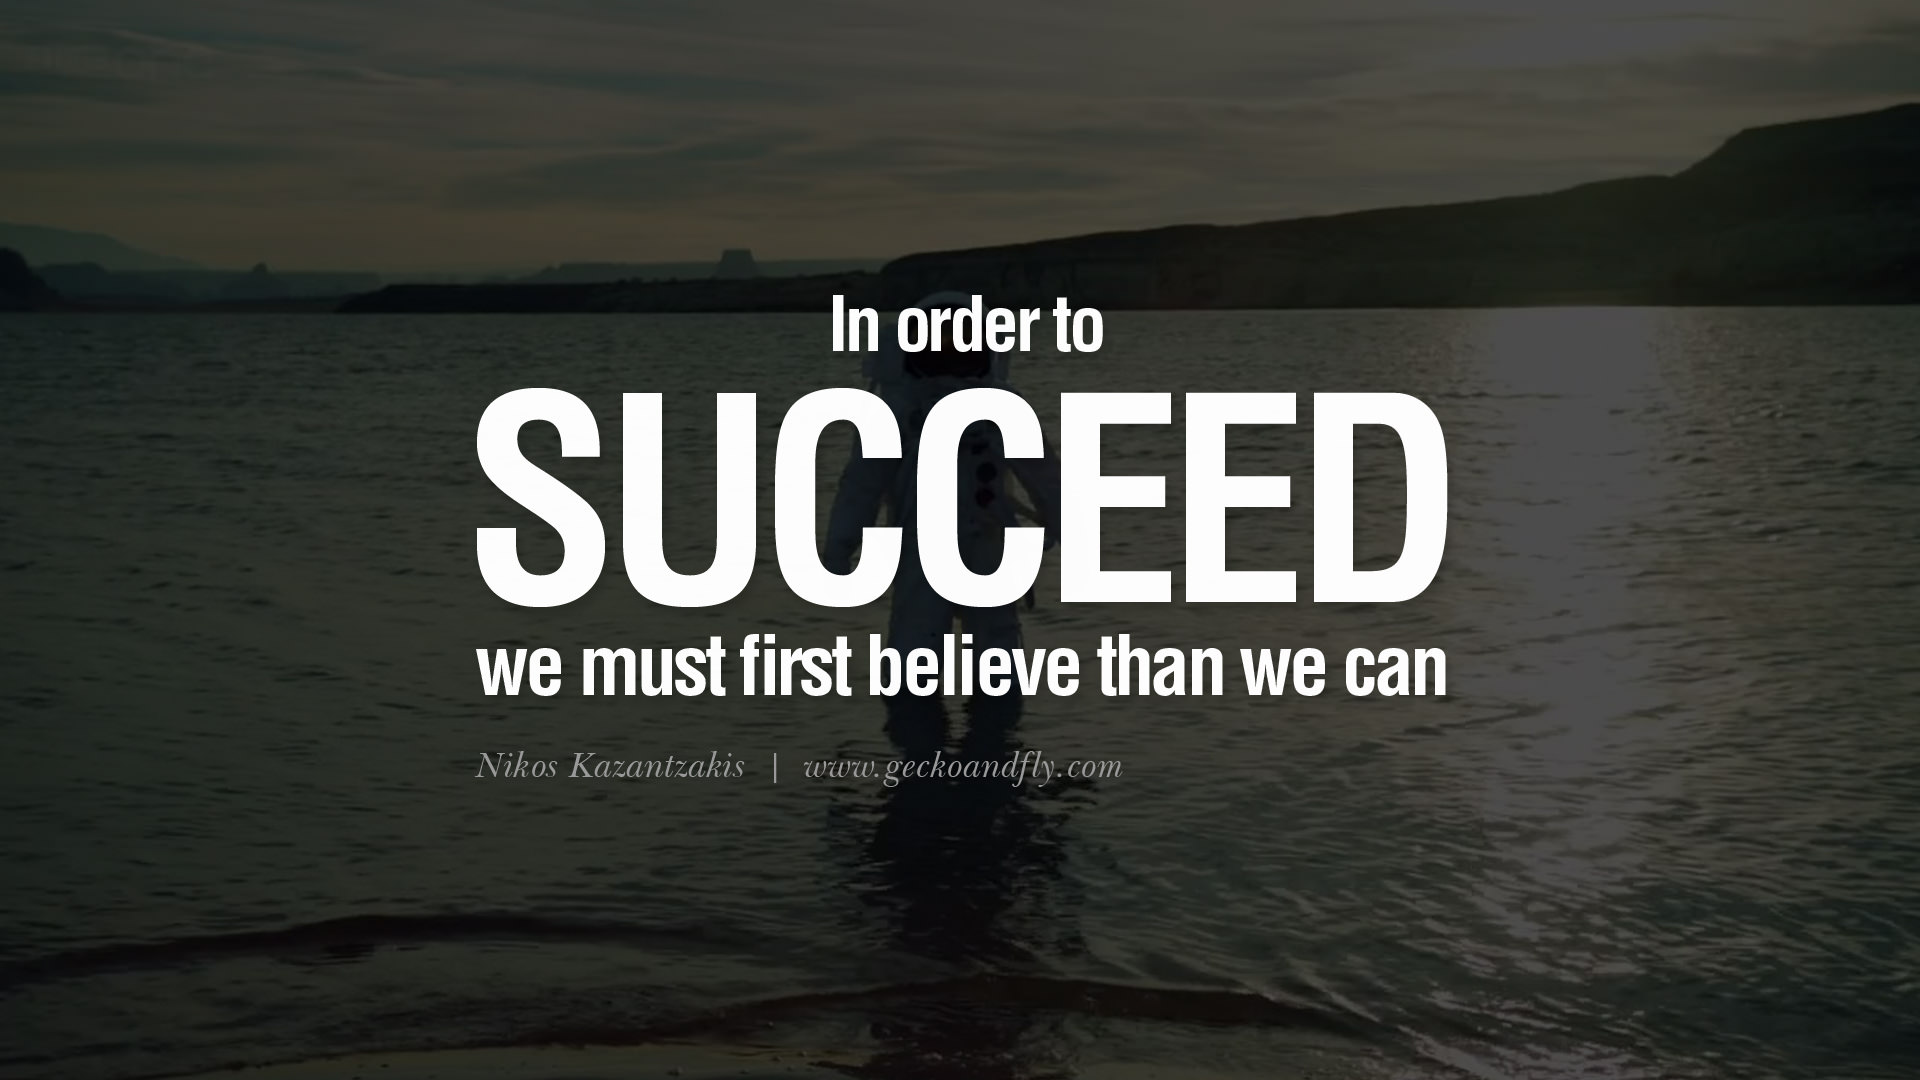 In order to
SUCCEED
we must first believe than we can
Nikos Kazantzakis | www.geckoandfly.com